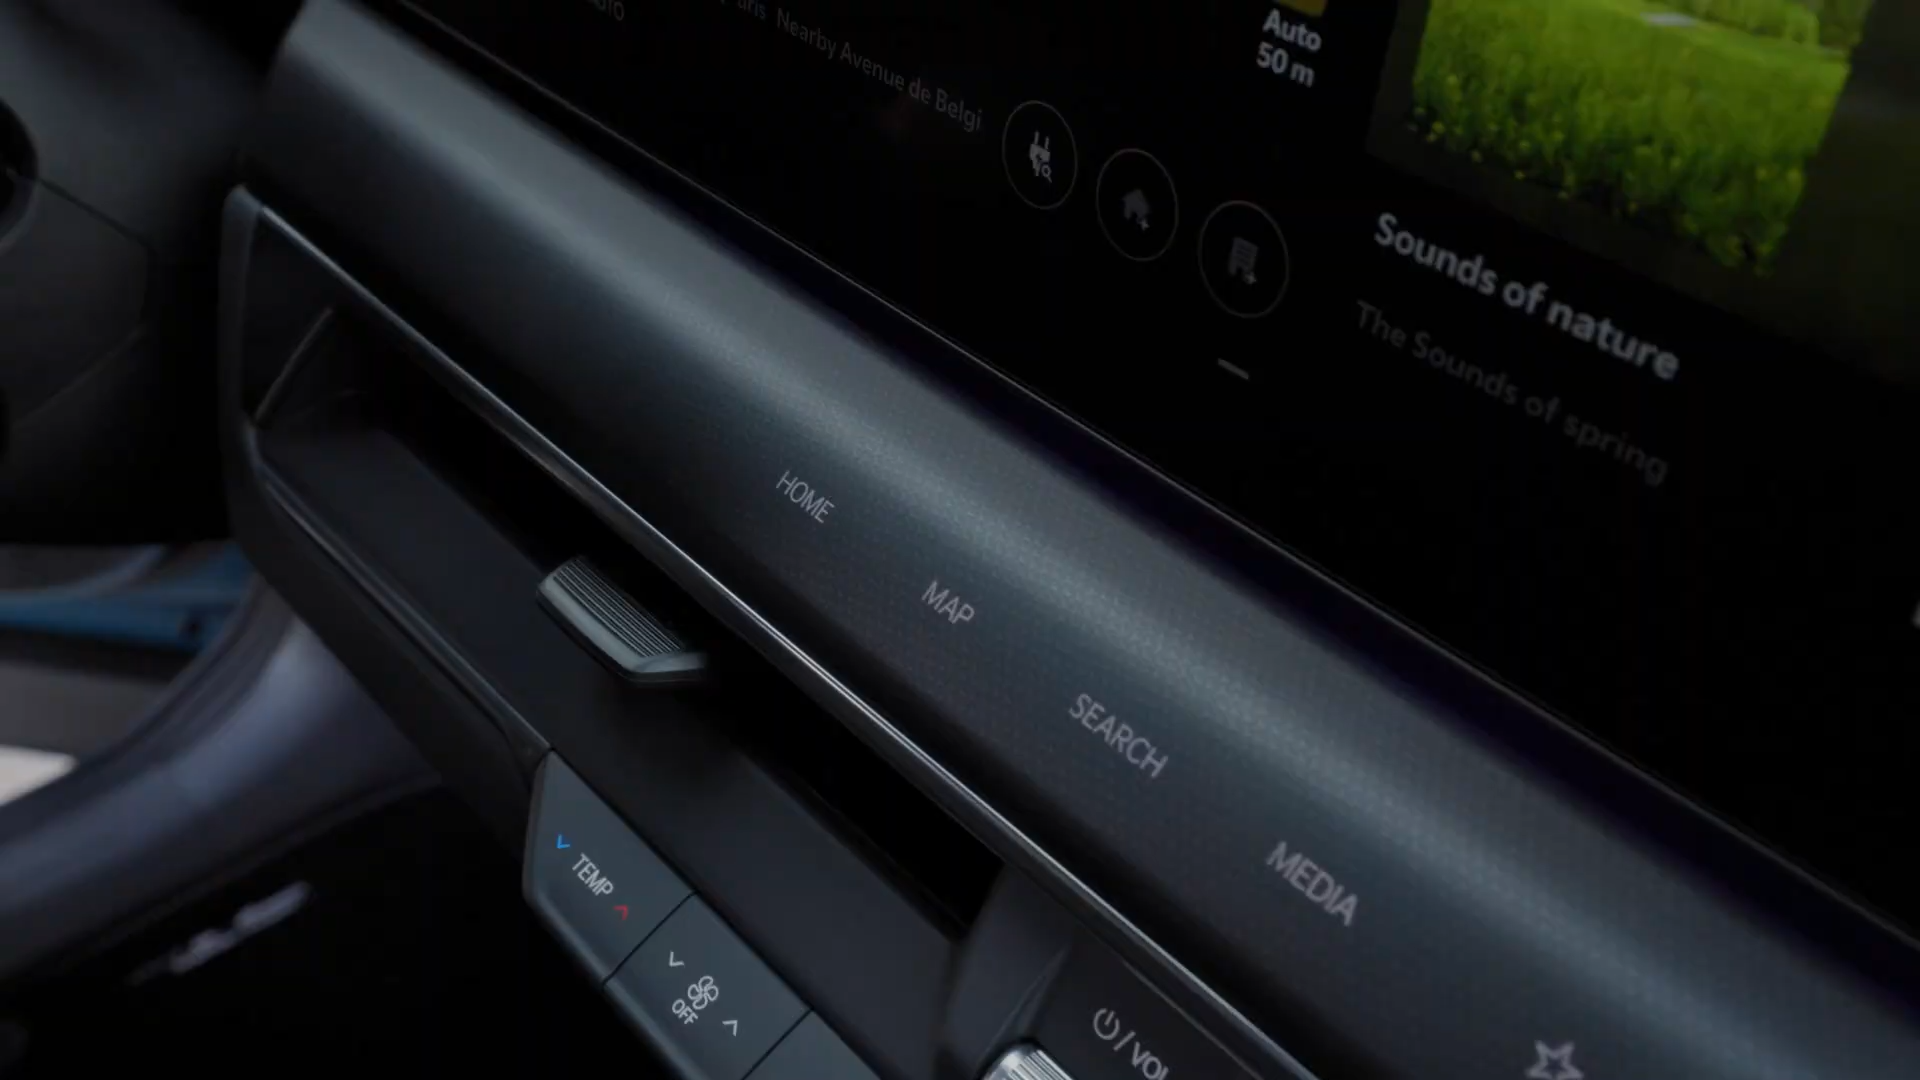 Nearby Avenue de Belgi
Auto
50 m
Sounds of nature
The Sounds of spring
HOME
MAP
SEARCH
MEDIA
TEMP
OFF
/ VOL